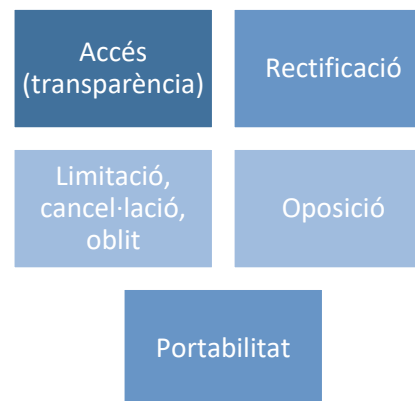 Accés
(transparència)
Rectificació
Limitació,
cancel·lació,
oblit
Oposició
Portabilitat